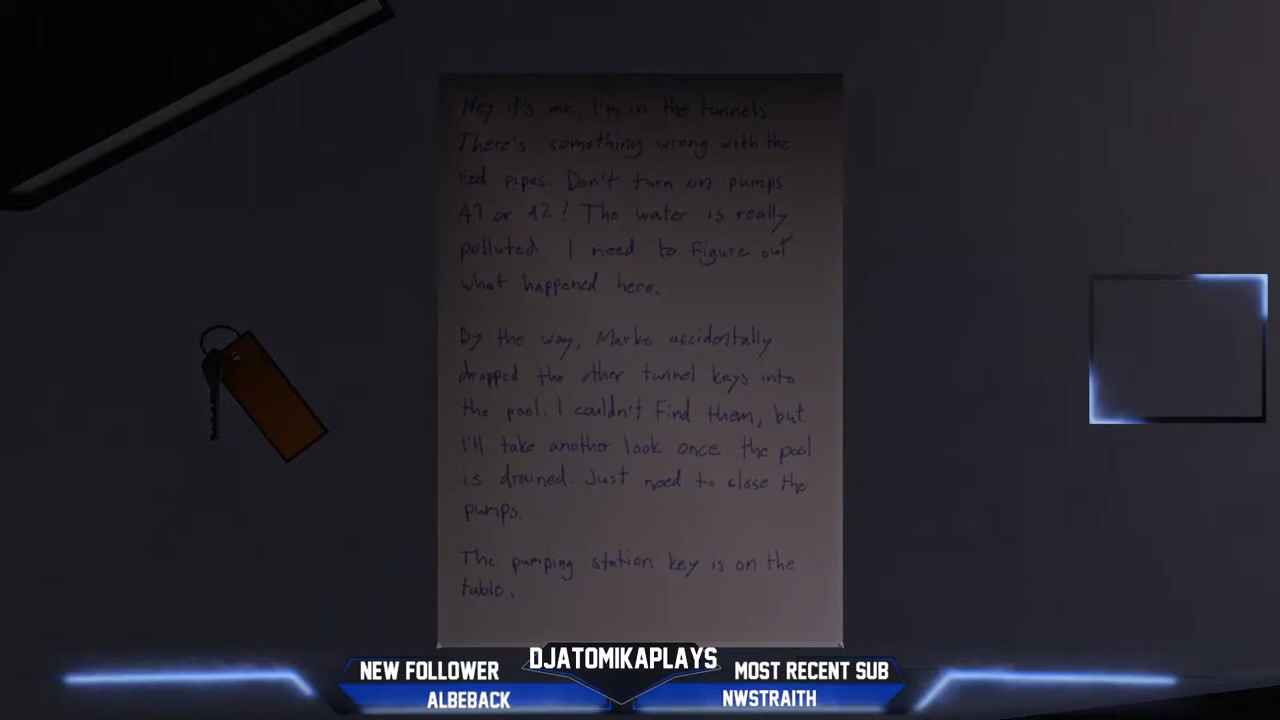 Hey it's me, I'm in the tunnels
There's something wrong with the
red pipes. Don't turn on pumps
A1 or A2! The water is really
polluted. I need to Figure out
what happened here.
By the way, Marko accidentally
dropped the other tunnel keys into
the pool. I couldn't find them, but
I'll take another look once the pool
is drained. Just need to close the
pumps.
The pumping station key is on the
table.
DJATOMIKAPLAYS
NEW FOLLOWER
ALBEBACK
MOST RECENT SUB
NWSTRAITH